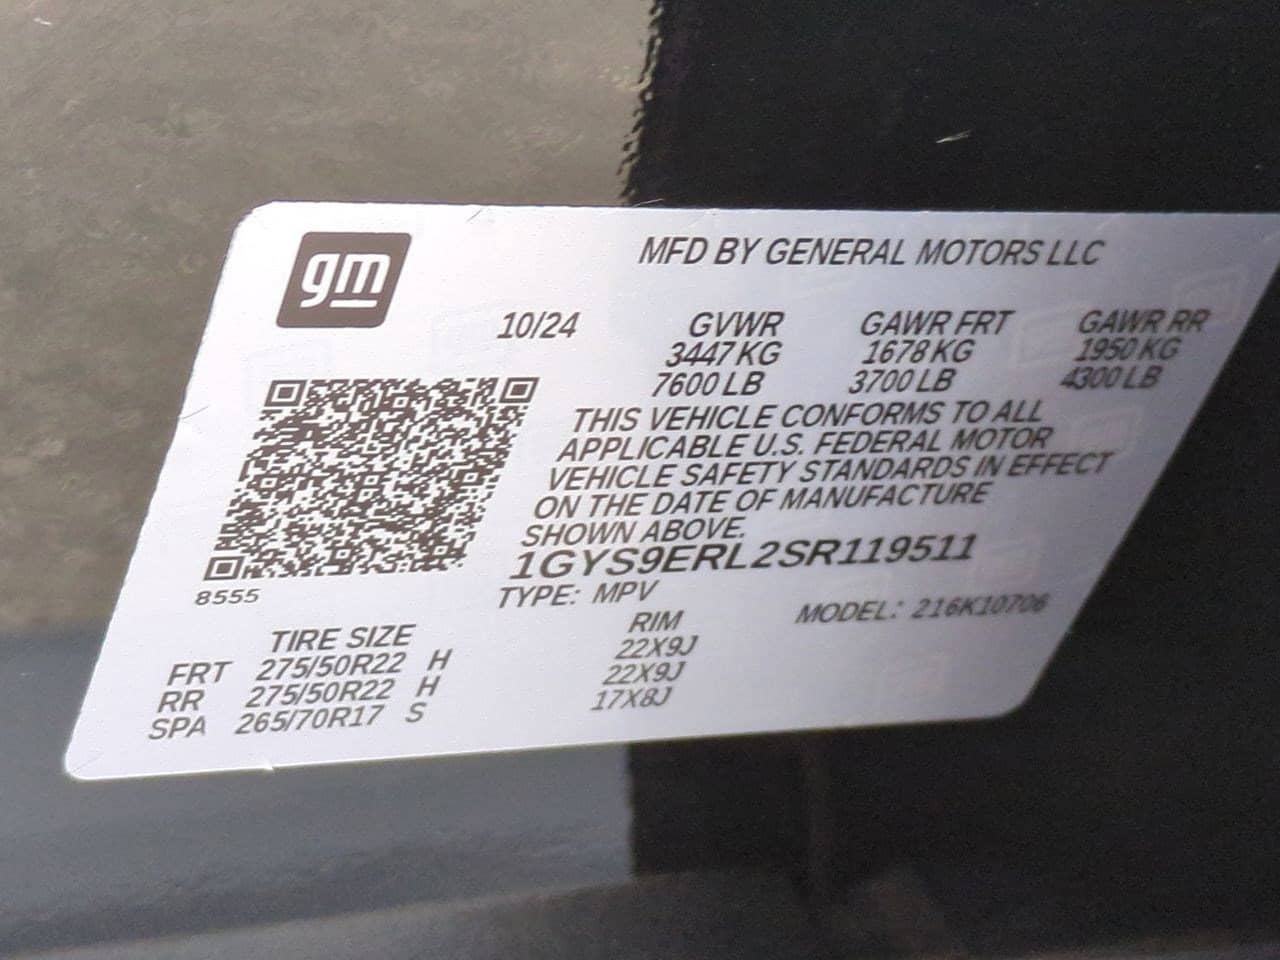 gm
MFD BY GENERAL MOTORS LLC
10/24 GVWR GAWR FRT GAWR RR
3447 KG 1678 KG 1950 KG
7600 LB 3700 LB 4300 LB
THIS VEHICLE CONFORMS TO ALL
APPLICABLE U.S. FEDERAL MOTOR
VEHICLE SAFETY STANDARDS IN EFFECT
ON THE DATE OF MANUFACTURE
SHOWN ABOVE.
1GYS9ERL2SR119511
8555
TYPE: MPV MODEL: 216K10706
TIRE SIZE RIM
FRT 275/50R22 H 22X9J
RR 275/50R22 H 22X9J
SPA 265/70R17 S 17X8J